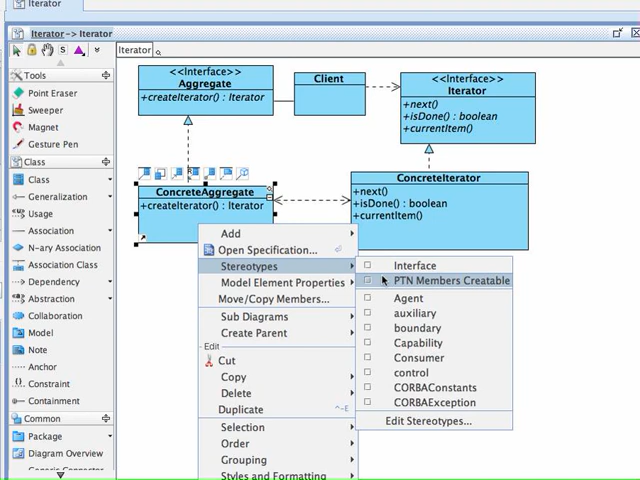 Iterator
Iterator-> Iterator
S
Iterator
Tools
Point Eraser
Sweeper
Magnet
Gesture Pen
Class
Class
Generalization
Usage
Association
N-ary Association
Association Class
Dependency
Abstraction
Collaboration
Model
Note
Anchor
Constraint
Containment
Common
Package
Diagram Overview
Generic Connector
<<Interface>>
Aggregate
+createIterator() : Iterator
Client
<<Interface>>
Iterator
+next()
+isDone() : boolean
+currentItem()
ConcreteAggregate
+createIterator() : Iterator
ConcreteIterator
+next()
+isDone() : boolean
+currentItem()
Add
Open Specification...
Stereotypes
Model Element Properties
Move/Copy Members...
Sub Diagrams
Create Parent
Edit
Cut
Copy
Delete
Duplicate ^-E
Selection
Order
Grouping
Styles and Formatting
Interface
PTN Members Creatable
Agent
auxiliary
boundary
Capability
Consumer
control
CORBAConstants
CORBAException
Edit Stereotypes...